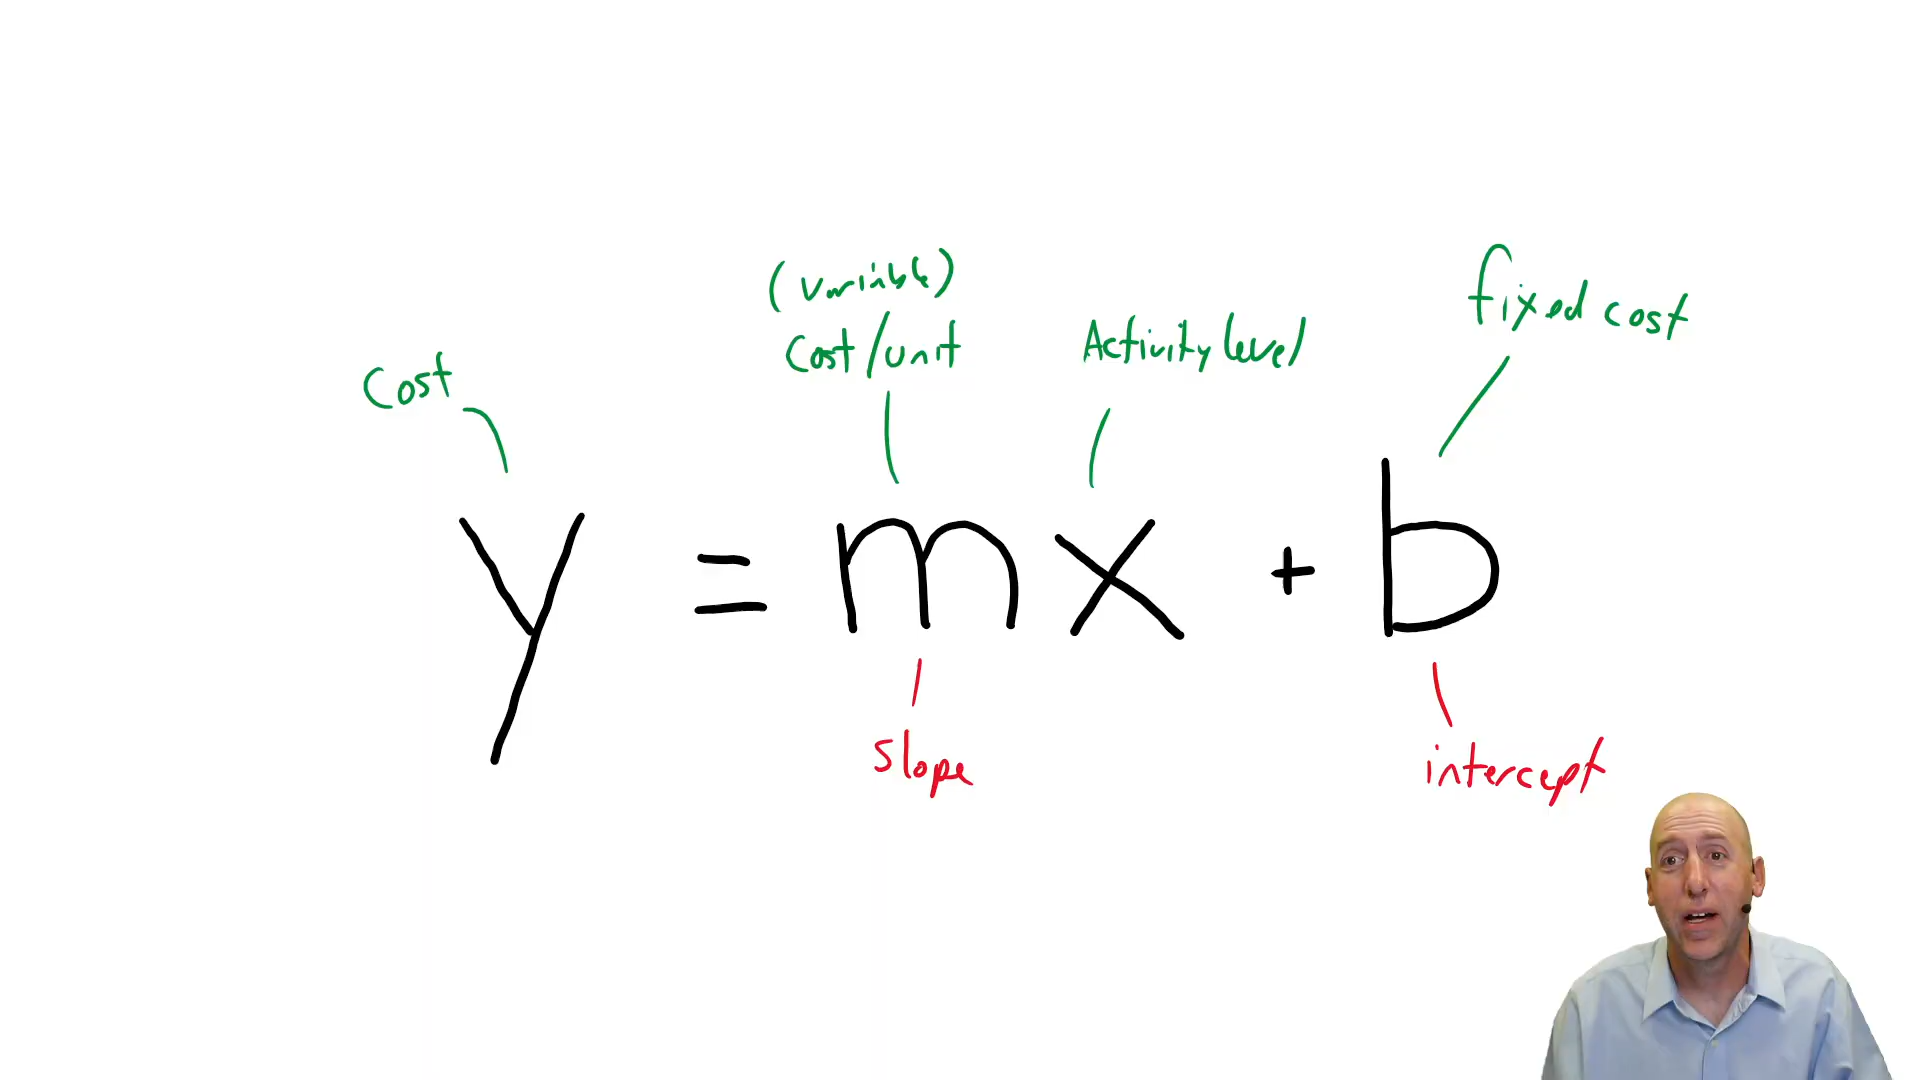 (variable)
Cost/unit
Activity level
fixed cost
Cost
y = mx + b
slope
intercept